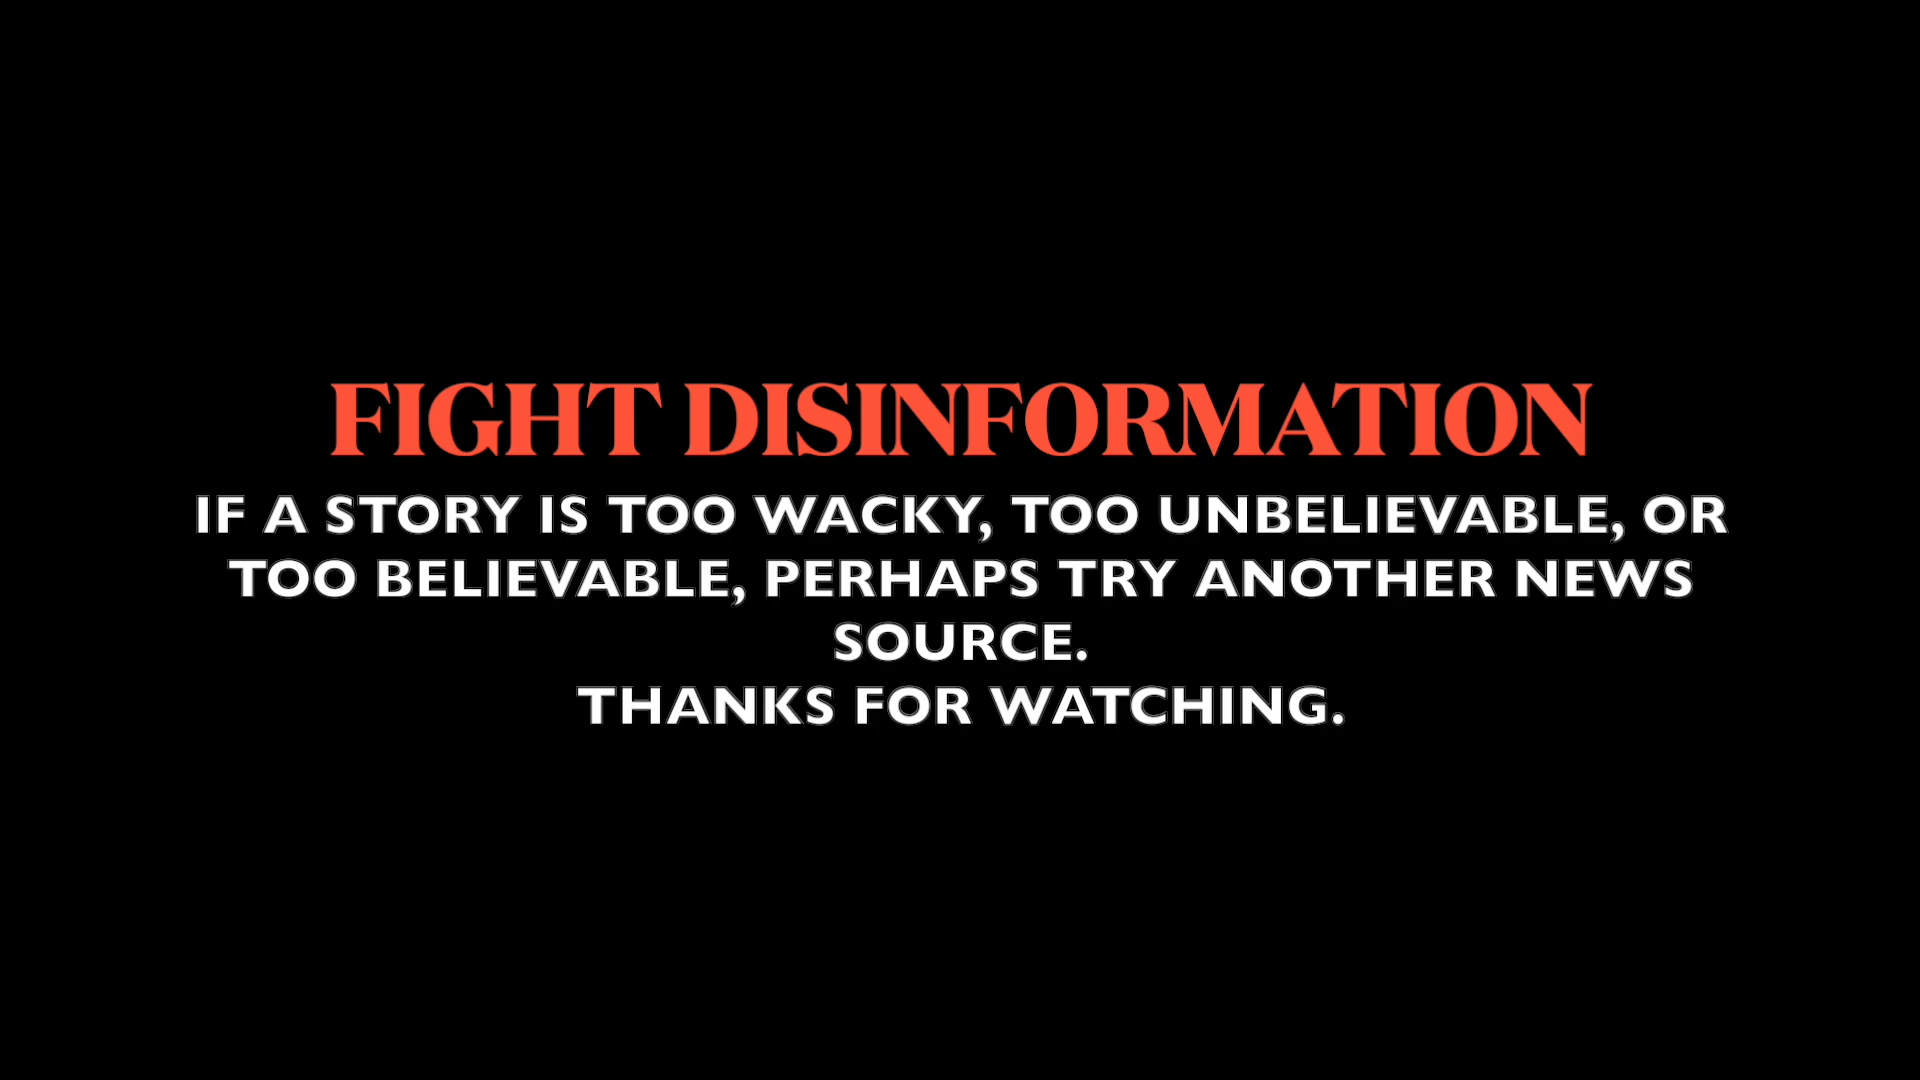 FIGHT DISINFORMATION
IF A STORY IS TOO WACKY, TOO UNBELIEVABLE, OR
TOO BELIEVABLE, PERHAPS TRY ANOTHER NEWS
SOURCE.
THANKS FOR WATCHING.